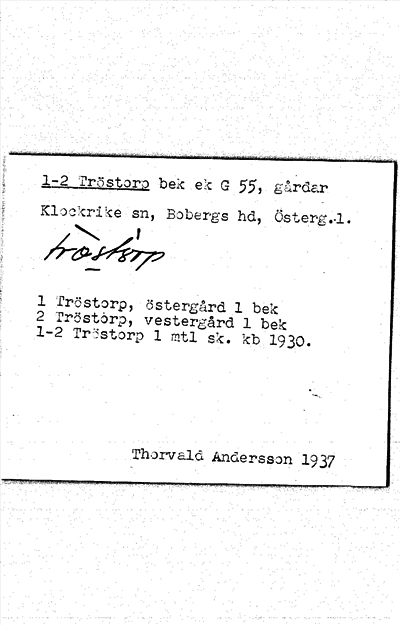 1-2 Tröstorp bek ek G 55, gårdar
Klockrike sn, Bobergs hd, Österg.l.
1 Tröstorp, östergård 1 bek
2 Tröstorp, vestergård 1 bek
1-2 Tröstorp 1 mtl sk. kb 1930.
Thorvald Andersson 1937